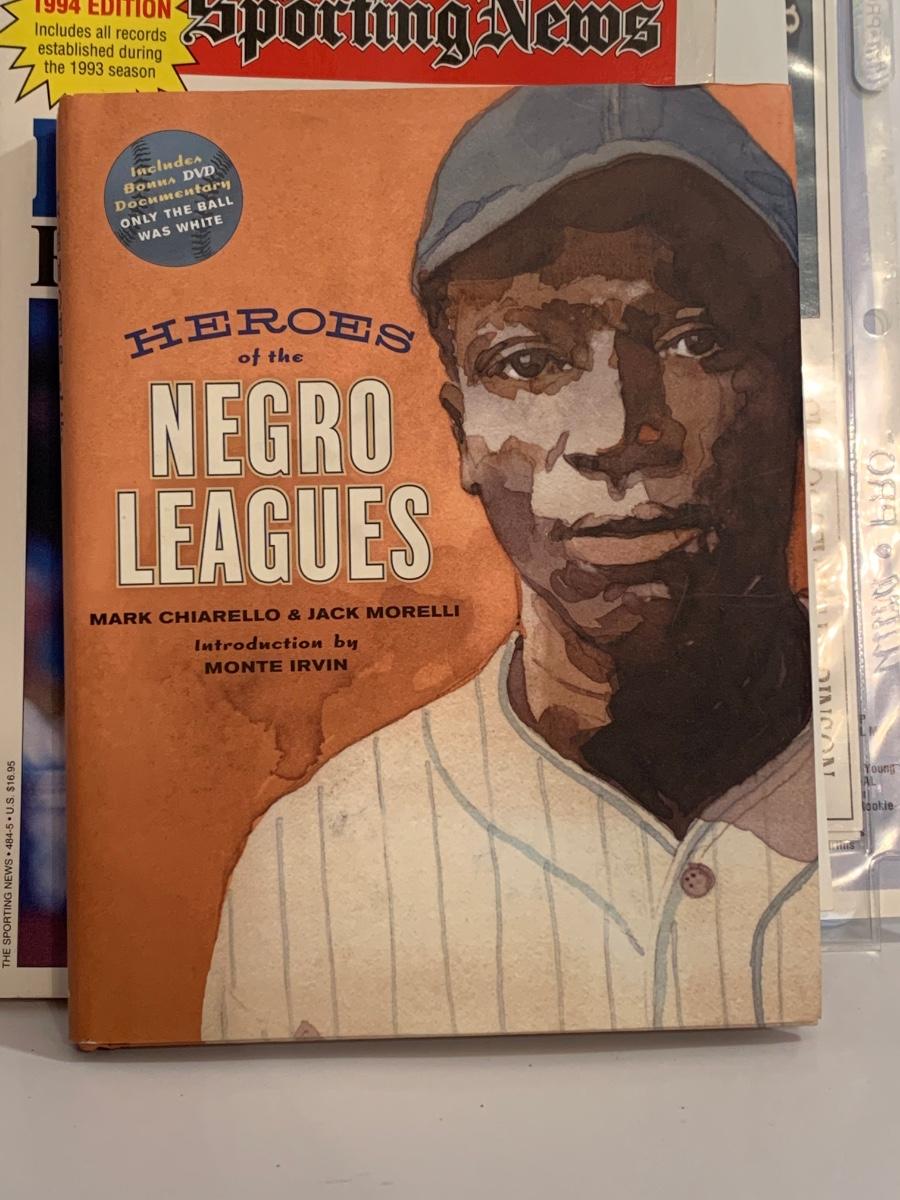 1994 EDITION
Includes all records
established during
the 1993 season
Sporting News
Includes
Bonus DVD
Documentary
ONLY THE BALL
WAS WHITE
HEROES
of the
NEGRO
LEAGUES
MARK CHIARELLO & JACK MORELLI
Introduction by
MONTE IRVIN
THE SPORTING NEWS • 484-5 • U.S. $16.95
Young